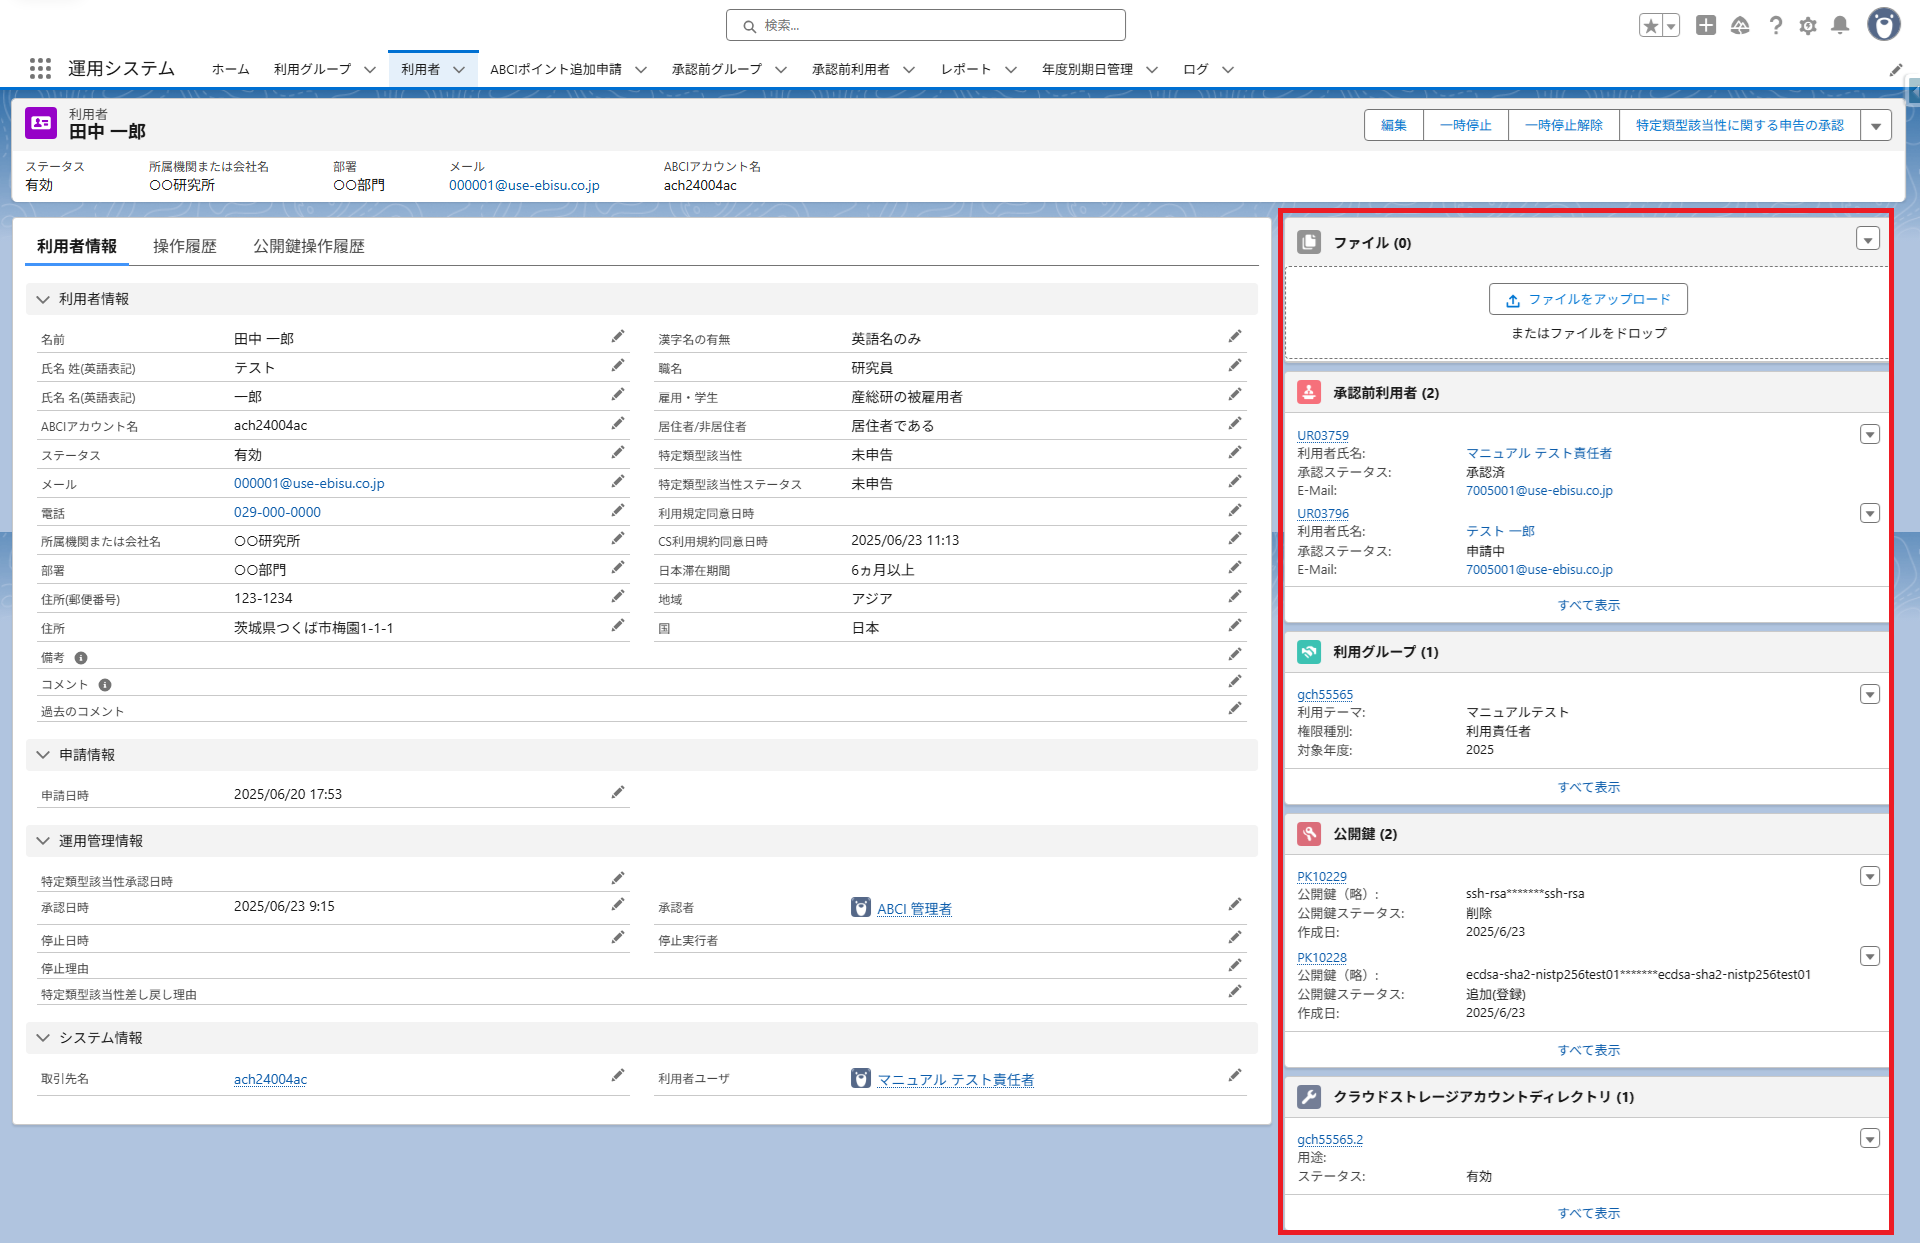 検索...
運用システム
ホーム
利用グループ
利用者
ABCIポイント追加申請
承認前グループ
承認前利用者
レポート
年度別期日管理
ログ
利用者
田中 一郎
編集
一時停止
一時停止解除
特定類型該当性に関する申告の承認
ステータス
有効
所属機関または会社名
〇〇研究所
部署
〇〇部門
メール
000001@use-ebisu.co.jp
ABCIアカウント名
ach24004ac
利用者情報
操作履歴
公開鍵操作履歴
利用者情報
名前 田中 一郎
漢字名の有無 英語名のみ
氏名 姓(英語表記) テスト
職名 研究員
氏名 名(英語表記) 一郎
雇用・学生 産総研の被雇用者
ABCIアカウント名 ach24004ac
居住者/非居住者 居住者である
ステータス 有効
特定類型該当性 未申告
メール 000001@use-ebisu.co.jp
特定類型該当性ステータス 未申告
電話 029-000-0000
利用規定同意日時
所属機関または会社名 〇〇研究所
CS利用規約同意日時 2025/06/23 11:13
部署 〇〇部門
日本滞在期間 6ヵ月以上
住所(郵便番号) 123-1234
地域 アジア
住所 茨城県つくば市梅園1-1-1
国 日本
備考
コメント
過去のコメント
申請情報
申請日時 2025/06/20 17:53
運用管理情報
特定類型該当性承認日時
承認日時 2025/06/23 9:15
承認者 ABCI 管理者
停止日時
停止実行者
停止理由
特定類型該当性差し戻し理由
システム情報
取引先名 ach24004ac
利用者ユーザ マニュアル テスト責任者
ファイル (0)
ファイルをアップロード
またはファイルをドロップ
承認前利用者 (2)
UR03759
利用者氏名: マニュアル テスト責任者
承認ステータス: 承認済
E-Mail: 7005001@use-ebisu.co.jp
UR03796
利用者氏名: テスト 一郎
承認ステータス: 申請中
E-Mail: 7005001@use-ebisu.co.jp
すべて表示
利用グループ (1)
gch55565
利用テーマ: マニュアルテスト
権限種別: 利用責任者
対象年度: 2025
すべて表示
公開鍵 (2)
PK10229
公開鍵（略）: ssh-rsa*******ssh-rsa
公開鍵ステータス: 削除
作成日: 2025/6/23
PK10228
公開鍵（略）: ecdsa-sha2-nistp256test01*******ecdsa-sha2-nistp256test01
公開鍵ステータス: 追加(登録)
作成日: 2025/6/23
すべて表示
クラウドストレージアカウントディレクトリ (1)
gch55565.2
用途:
ステータス: 有効
すべて表示